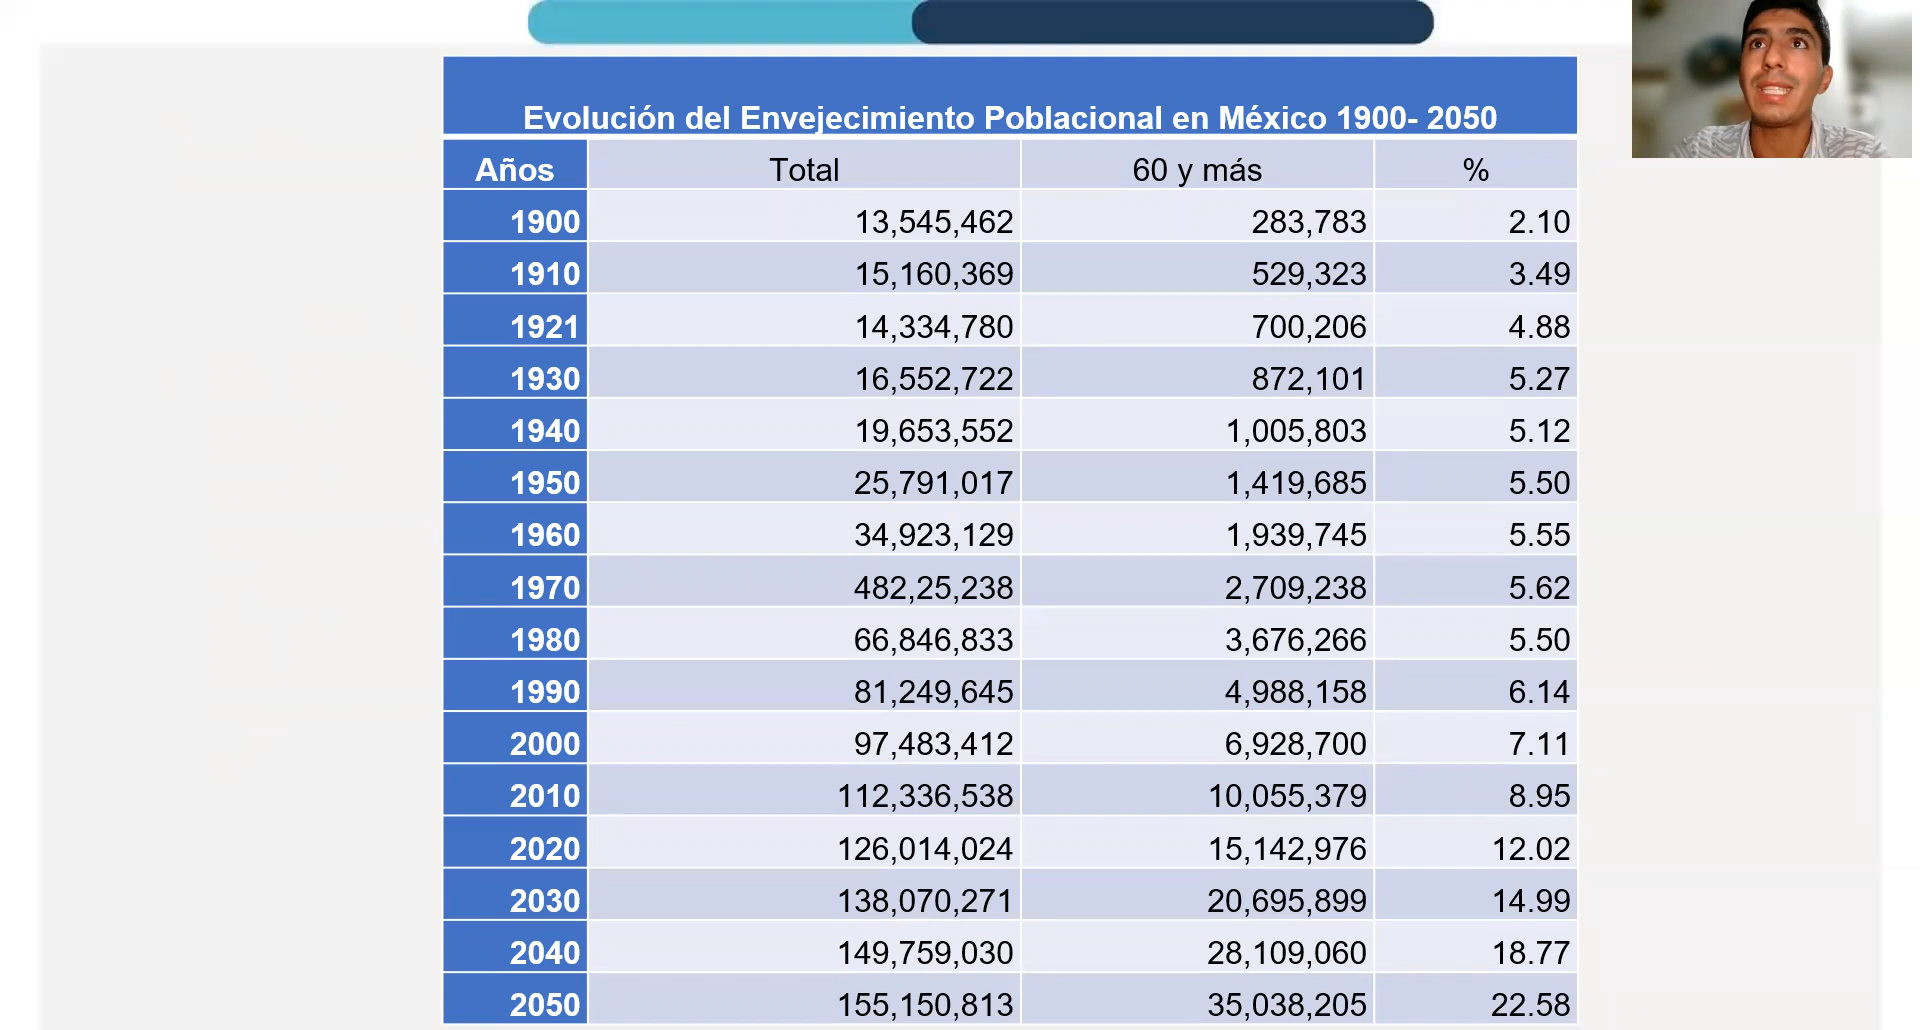 Evolución del Envejecimiento Poblacional en México 1900- 2050
Años Total 60 y más %
1900 13,545,462 283,783 2.10
1910 15,160,369 529,323 3.49
1921 14,334,780 700,206 4.88
1930 16,552,722 872,101 5.27
1940 19,653,552 1,005,803 5.12
1950 25,791,017 1,419,685 5.50
1960 34,923,129 1,939,745 5.55
1970 482,25,238 2,709,238 5.62
1980 66,846,833 3,676,266 5.50
1990 81,249,645 4,988,158 6.14
2000 97,483,412 6,928,700 7.11
2010 112,336,538 10,055,379 8.95
2020 126,014,024 15,142,976 12.02
2030 138,070,271 20,695,899 14.99
2040 149,759,030 28,109,060 18.77
2050 155,150,813 35,038,205 22.58